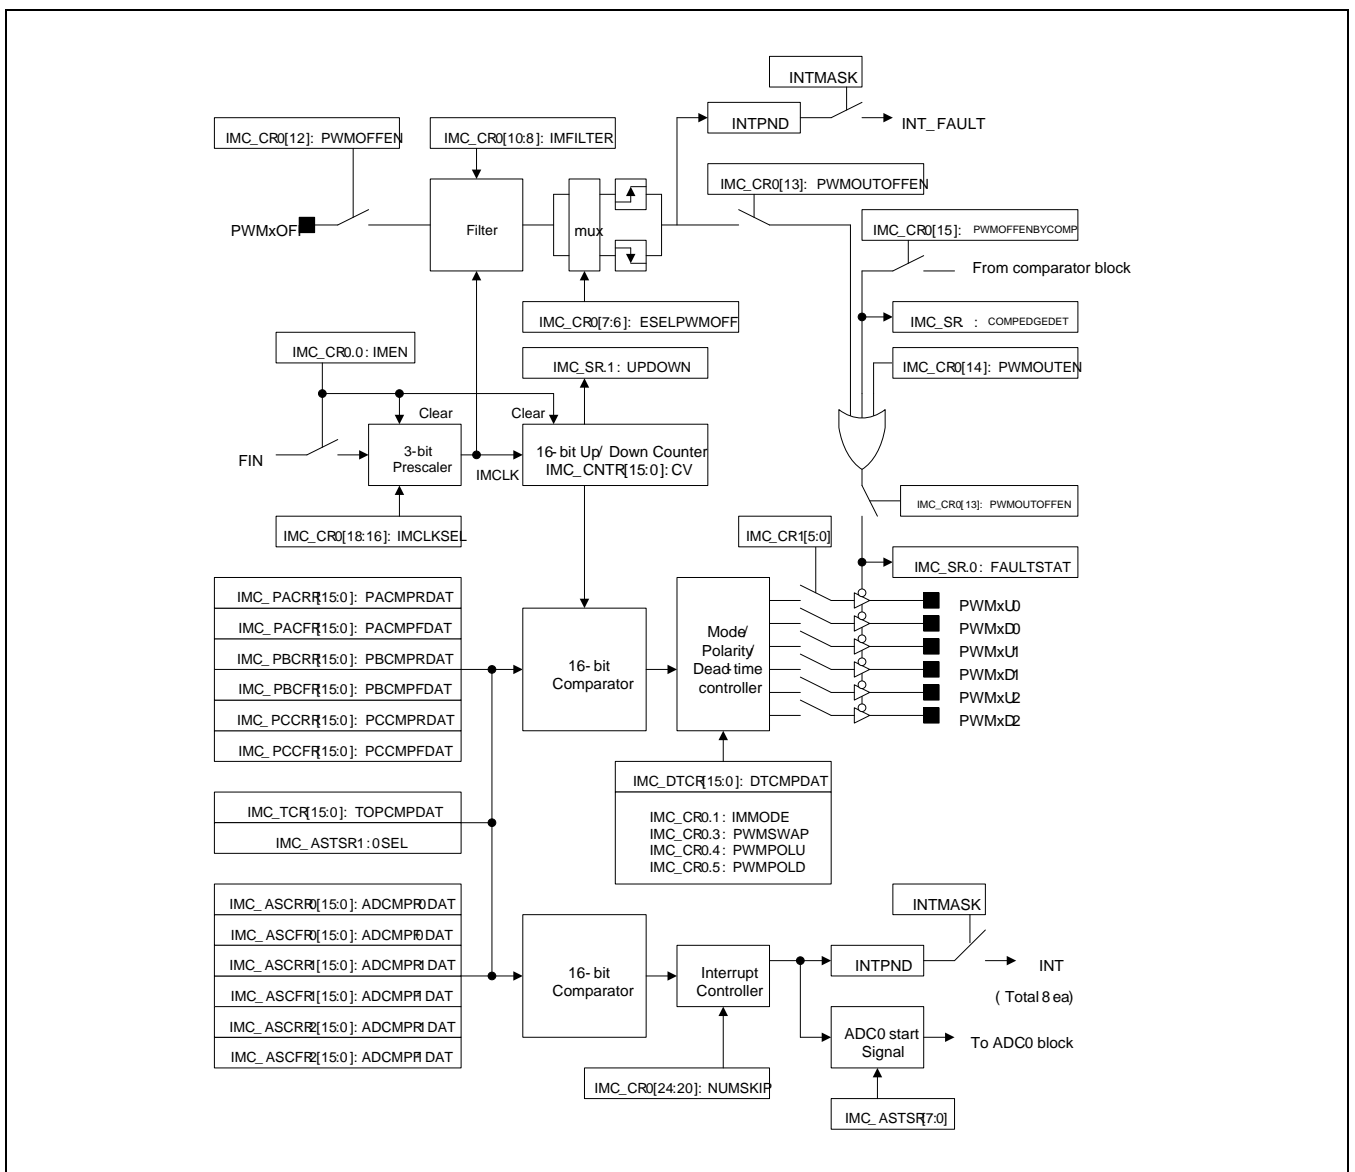 INTMASK
INTPND
INT_FAULT
IMC_CR0[12]: PWMOFFEN
IMC_CR0[10:8]: IMFILTER
IMC_CR0[13]: PWMOUTOFFEN
PWMxOF
Filter
mux
IMC_CR0[15]: PWMOFFENBYCOMP
From comparator block
IMC_CR0[7:6]: ESELPWMOFF
IMC_SR. : COMPEDGEDET
IMC_CR0.0: IMEN
IMC_SR.1: UPDOWN
IMC_CR0[14]: PWMOUTEN
Clear
Clear
FIN
3-bit
Prescaler
IMCLK
16-bit Up/ Down Counter
IMC_CNTR[15:0]: CV
IMC_CR0[13]: PWMOUTOFFEN
IMC_CR0[18:16]: IMCLKSEL
IMC_CR1[5:0]
IMC_SR.0: FAULTSTAT
IMC_PACRR[15:0]: PACMPRDAT
IMC_PACFR[15:0]: PACMPFDAT
IMC_PBCRR[15:0]: PBCMPRDAT
IMC_PBCFR[15:0]: PBCMPFDAT
IMC_PCCRR[15:0]: PCCMPRDAT
IMC_PCCFR[15:0]: PCCMPFDAT
16-bit
Comparator
Mode/
Polarity/
Dead-time
controller
PWMxU0
PWMxD0
PWMxU1
PWMxD1
PWMxU2
PWMxD2
IMC_DTCR[15:0]: DTCMPDAT
IMC_CR0.1: IMMODE
IMC_CR0.3: PWMSWAP
IMC_CR0.4: PWMPOLU
IMC_CR0.5: PWMPOLD
IMC_TCR[15:0]: TOPCMPDAT
IMC_ASTSR1:0SEL
IMC_ASCRR0[15:0]: ADCMPR0DAT
IMC_ASCFR0[15:0]: ADCMPF0DAT
IMC_ASCRR1[15:0]: ADCMPR1DAT
IMC_ASCFR1[15:0]: ADCMPF1DAT
IMC_ASCRR2[15:0]: ADCMPR1DAT
IMC_ASCFR2[15:0]: ADCMPF1DAT
16-bit
Comparator
Interrupt
Controller
INTMASK
INTPND
INT
( Total 8 ea)
ADC0 start
Signal
To ADC0 block
IMC_CR0[24:20]: NUMSKIP
IMC_ASTSR[7:0]